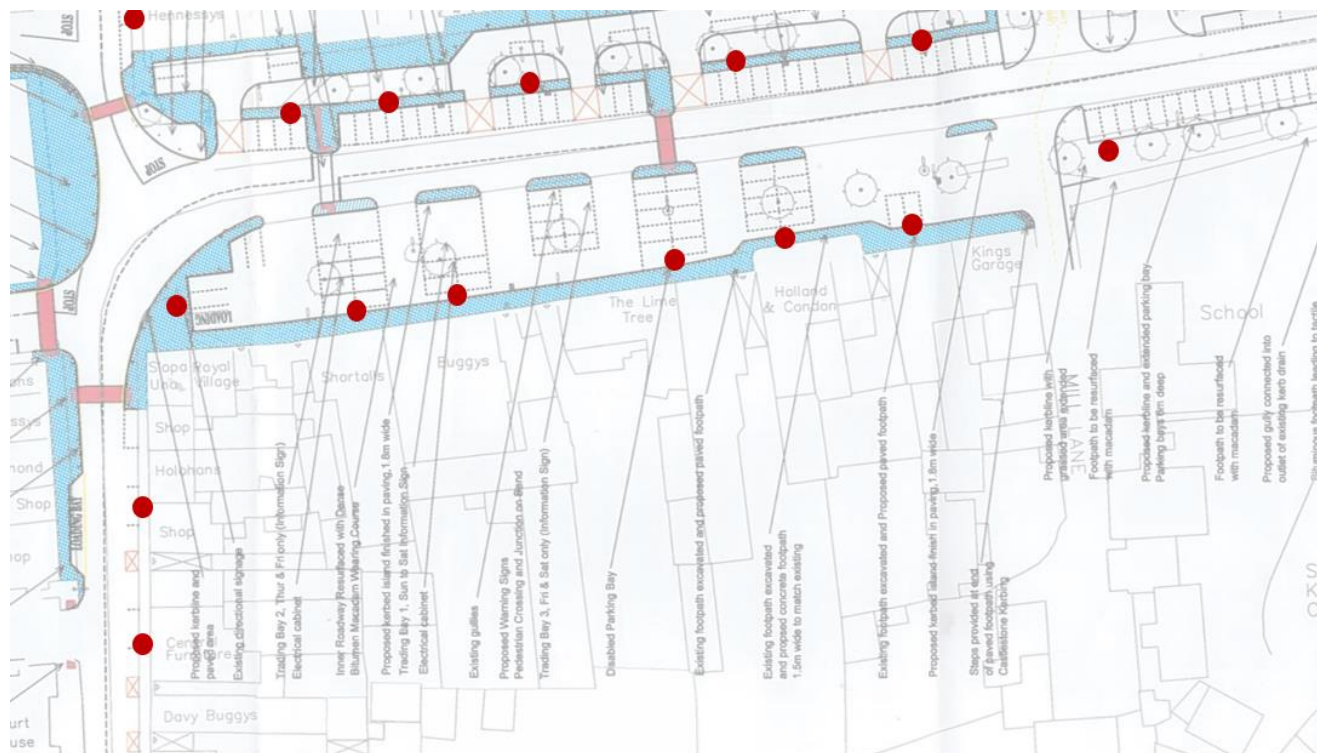 Hennessys
STOP
STOP
STOP
LOADING
LOADING
Slopa Royal
Una Village
Shortalls
Buggys
The Lime
Tree
Holland
& Condon
Kings
Garage
School
MILL LANE
Shop
Holohans
Shop
Central
Furniture
Davy Buggys
Shop
Proposed kerbline and
paved area
Existing directional signage
Trading Bay 2, Thur & Fri only (Information Sign)
Electrical cabinet
Inner Roadway Resurfaced with Dense
Bitumen Macadam Wearing Course
Proposed kerbed island finished in paving,1.8m wide
Trading Bay 1, Sun to Sat Information Sign
Electrical cabinet
Existing gullies
Proposed Warning Signs
Pedestrian Crossing and Junction on Bend
Trading Bay 3, Fri & Sat only (Information Sign)
Disabled Parking Bay
Existing footpath excavated and proposed paved footpath
Existing footpath excavated
and propsed concrete footpath
1.5m wide to match existing
Existing footpath excavated and Proposed paved footpath
Proposed kerbed island finish in paving,1.8m wide
Steps provided at end
of paved footpath using
Castlestone Kerbing
Proposed kerbline with
grassed area extended
Footpath to be resurfaced
with macadam
Proposed kerbline and extended parking bay
Parking bays 6m deep
Footpath to be resurfaced
with macadam
Proposed gully connected into
outlet of existing kerb drain